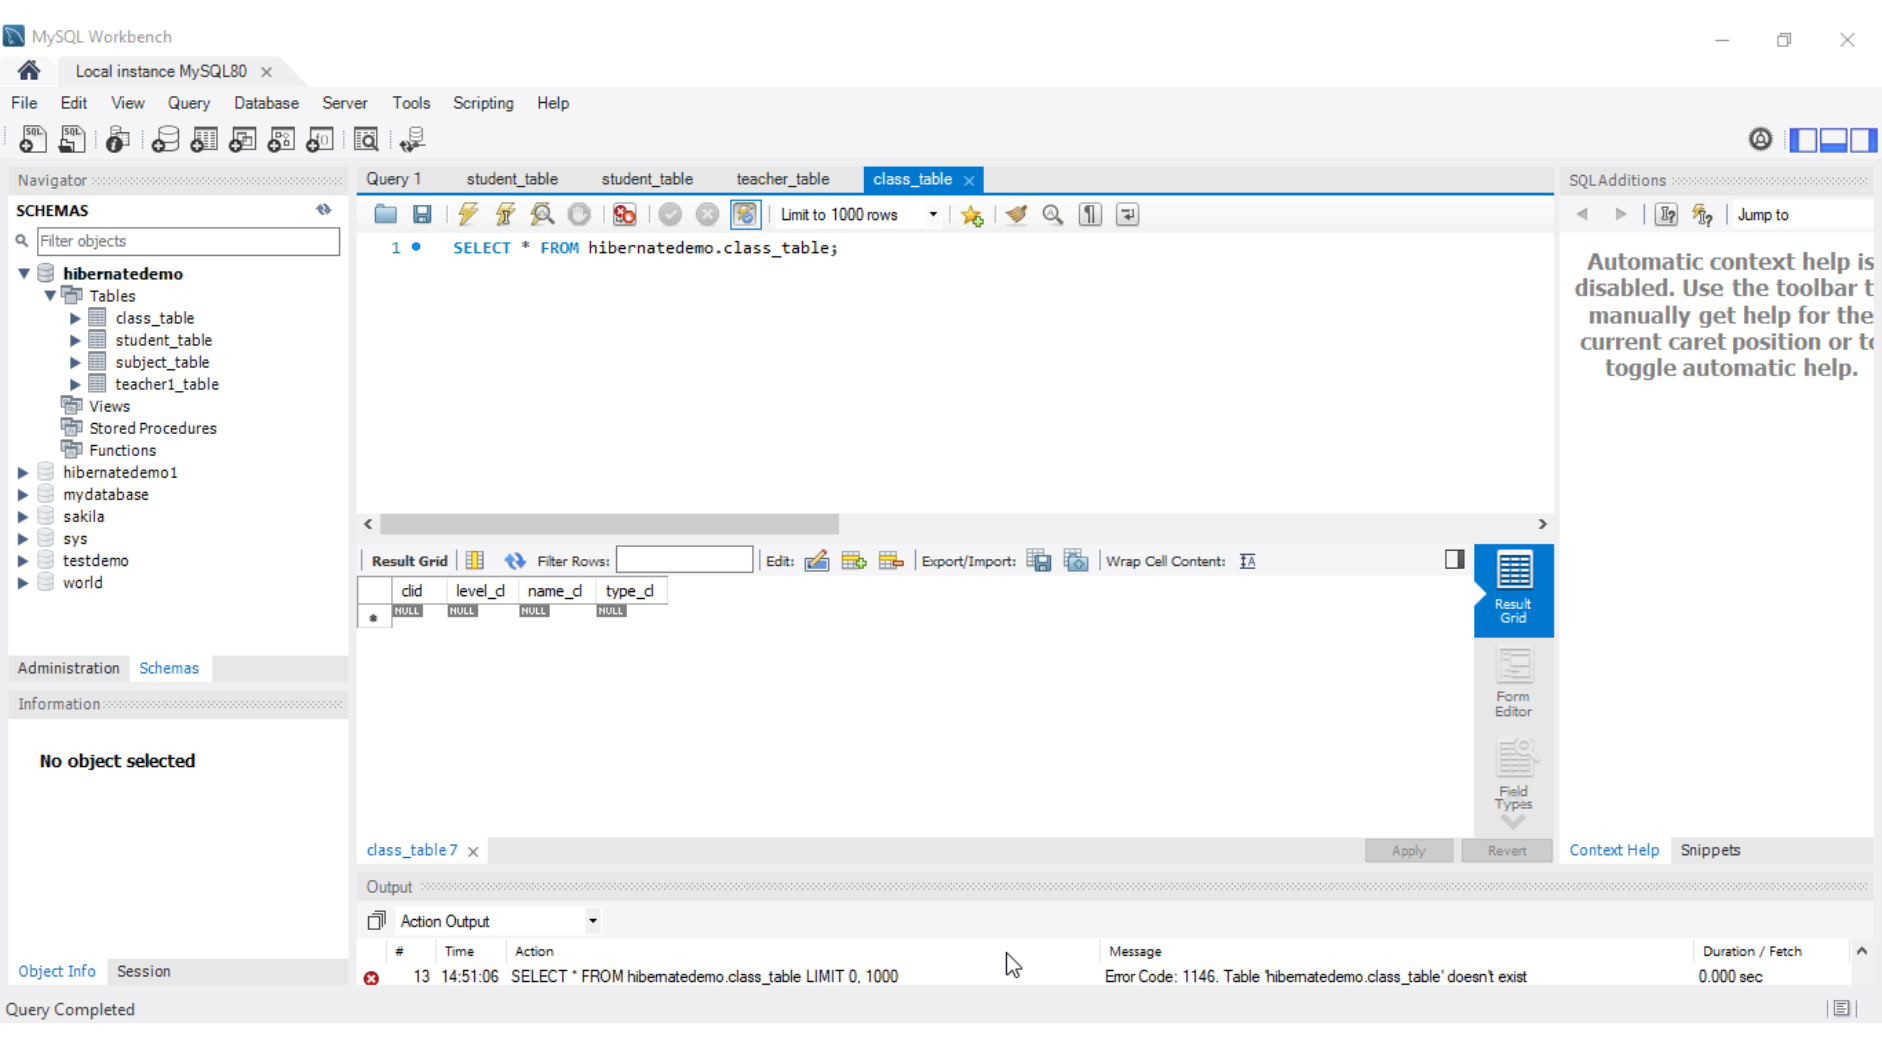 MySQL Workbench
Local instance MySQL80
File Edit View Query Database Server Tools Scripting Help
Navigator
SCHEMAS
Filter objects
hibernatedemo
Tables
class_table
student_table
subject_table
teacher1_table
Views
Stored Procedures
Functions
hibernatedemo1
mydatabase
sakila
sys
testdemo
world
Administration Schemas
Information
No object selected
Object Info Session
Query 1 student_table student_table teacher_table class_table
Limit to 1000 rows
1 SELECT * FROM hibernatedemo.class_table;
Result Grid Filter Rows: Edit: Export/Import: Wrap Cell Content:
clid level_cl name_cl type_cl
NULL NULL NULL NULL
Result
Grid
Form
Editor
Field
Types
class_table 7
Apply Revert
SQLAdditions
Jump to
Automatic context help is
disabled. Use the toolbar t
manually get help for the
current caret position or to
toggle automatic help.
Context Help Snippets
Output
Action Output
# Time Action Message Duration / Fetch
13 14:51:06 SELECT * FROM hibernatedemo.class_table LIMIT 0, 1000 Error Code: 1146. Table 'hibernatedemo.class_table' doesn't exist 0.000 sec
Query Completed